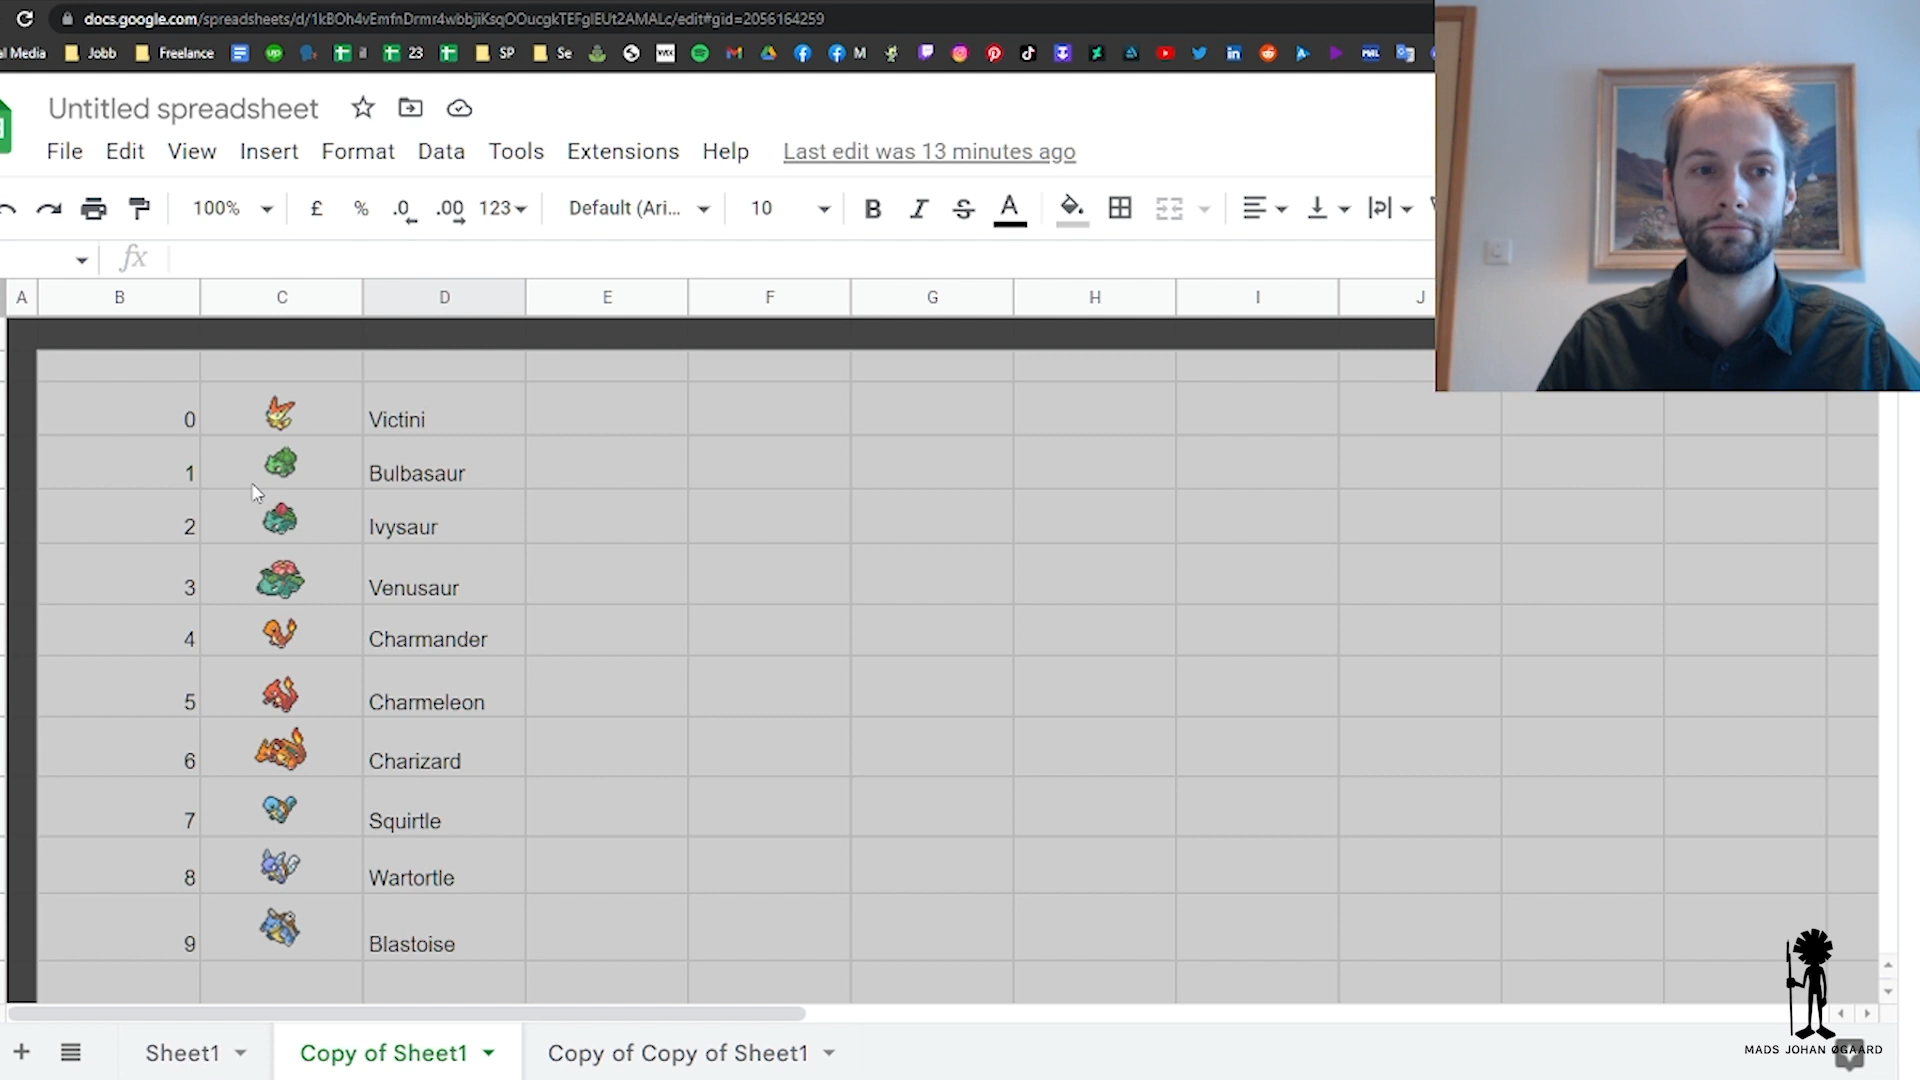 docs.google.com/spreadsheets/d/1kBOh4vEmfnDrmr4wbbjiKsqOOucgkTEFglEUt2AMALc/edit#gid=2056164259
al Media Jobb Freelance il 23 SP Se M
Untitled spreadsheet
File Edit View Insert Format Data Tools Extensions Help Last edit was 13 minutes ago
100% £ % .0 .00 123 Default (Ari... 10 B I S A
fx
A B C D E F G H I J
0 Victini
1 Bulbasaur
2 Ivysaur
3 Venusaur
4 Charmander
5 Charmeleon
6 Charizard
7 Squirtle
8 Wartortle
9 Blastoise
MADS JOHAN ØGAARD
+ Sheet1 Copy of Sheet1 Copy of Copy of Sheet1